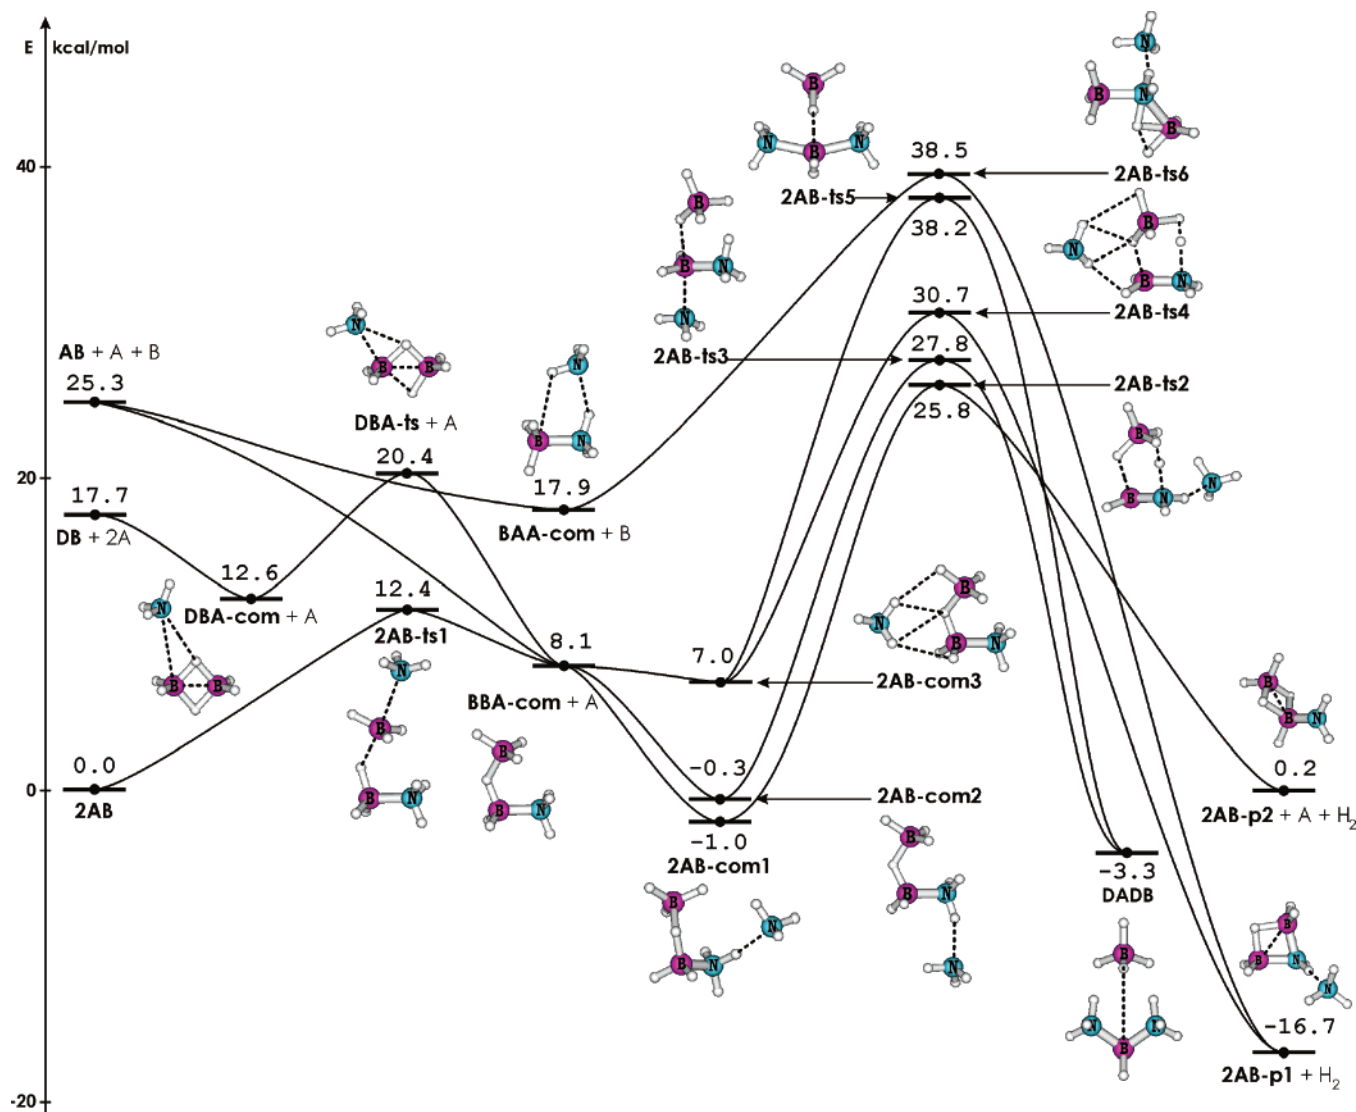 E kcal/mol
40
20
0
-20
AB + A + B
25.3
17.7
DB + 2A
0.0
2AB
12.6
DBA-com + A
DBA-ts + A
20.4
12.4
2AB-ts1
17.9
BAA-com + B
8.1
BBA-com + A
7.0
2AB-com3
-0.3
2AB-com2
-1.0
2AB-com1
38.5
2AB-ts6
2AB-ts5
38.2
30.7
2AB-ts4
2AB-ts3
27.8
2AB-ts2
25.8
0.2
2AB-p2 + A + H2
-3.3
DADB
-16.7
2AB-p1 + H2
N
B
B
N
B
B
N
B
B
N
N
B
N
B
N
B
B
N
B
B
N
N
B
N
B
N
B
N
N
B
N
B
B
N
B
N
B
B
N
N
N
B
B
N
B
B
N
N
B
B
N
N
B
N
N
B
B
B
N
B
B
N
N